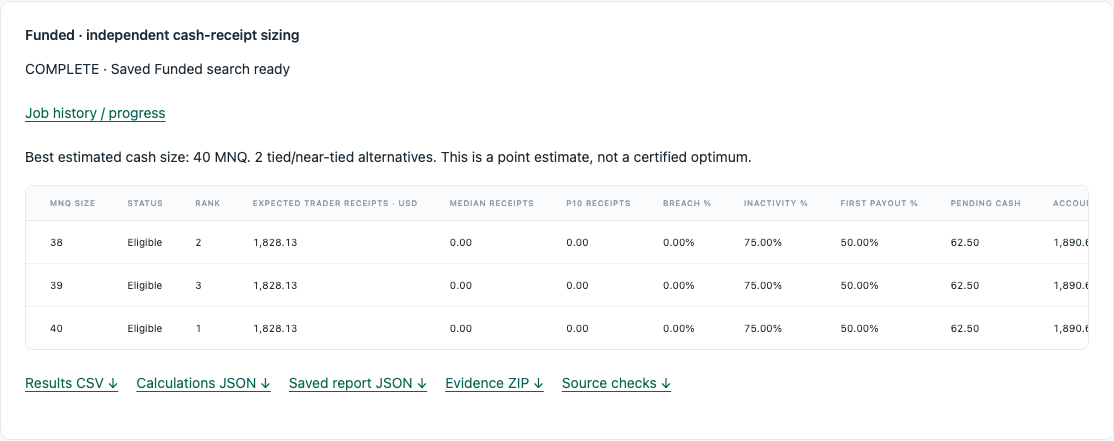 Funded · independent cash-receipt sizing
COMPLETE · Saved Funded search ready
Job history / progress
Best estimated cash size: 40 MNQ. 2 tied/near-tied alternatives. This is a point estimate, not a certified optimum.
MNQ SIZE STATUS RANK EXPECTED TRADER RECEIPTS · USD MEDIAN RECEIPTS P10 RECEIPTS BREACH % INACTIVITY % FIRST PAYOUT % PENDING CASH
38 Eligible 2 1,828.13 0.00 0.00 0.00% 75.00% 50.00% 62.50
39 Eligible 3 1,828.13 0.00 0.00 0.00% 75.00% 50.00% 62.50
40 Eligible 1 1,828.13 0.00 0.00 0.00% 75.00% 50.00% 62.50
Results CSV ↓ Calculations JSON ↓ Saved report JSON ↓ Evidence ZIP ↓ Source checks ↓